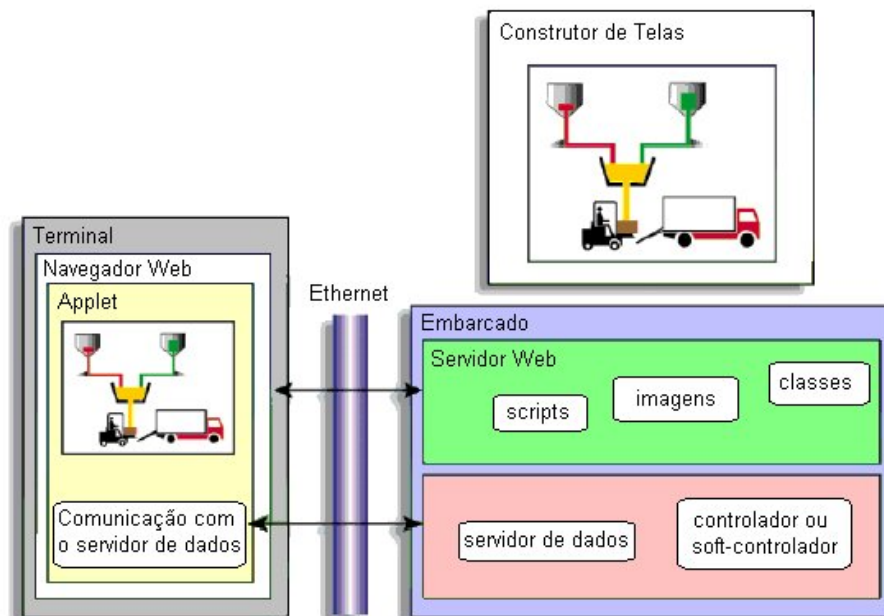 Construtor de Telas
Terminal
Navegador Web
Applet
Comunicação com
o servidor de dados
Ethernet
Embarcado
Servidor Web
scripts
imagens
classes
servidor de dados
controlador ou
soft-controlador